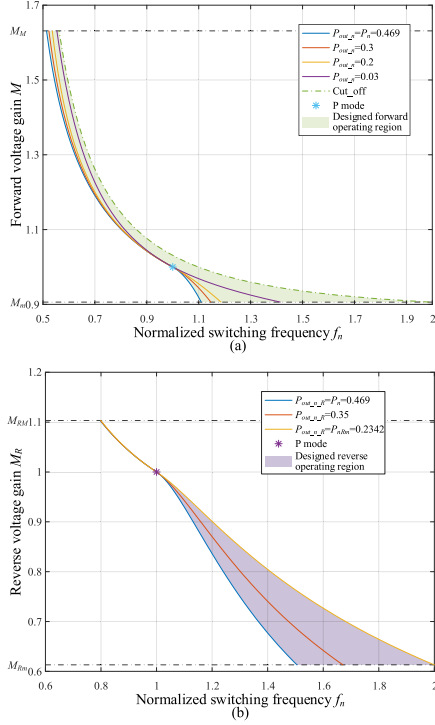 1.7
M_M
1.5
1.3
1.1
M_m
0.9
Forward voltage gain M
P_out_n=P_n=0.469
P_out_n=0.3
P_out_n=0.2
P_out_n=0.03
Cut_off
P mode
Designed forward
operating region
0.5 0.7 0.9 1.1 1.3 1.5 1.7 1.9 2
Normalized switching frequency f_n
(a)
1.2
M_RM
1.1
1
0.9
0.8
0.7
M_Rm
0.6
Reverse voltage gain M_R
P_out_n_R=P_n=0.469
P_out_n_R=0.35
P_out_n_R=P_nRm=0.2342
P mode
Designed reverse
operating region
0.6 0.8 1 1.2 1.4 1.6 1.8 2
Normalized switching frequency f_n
(b)